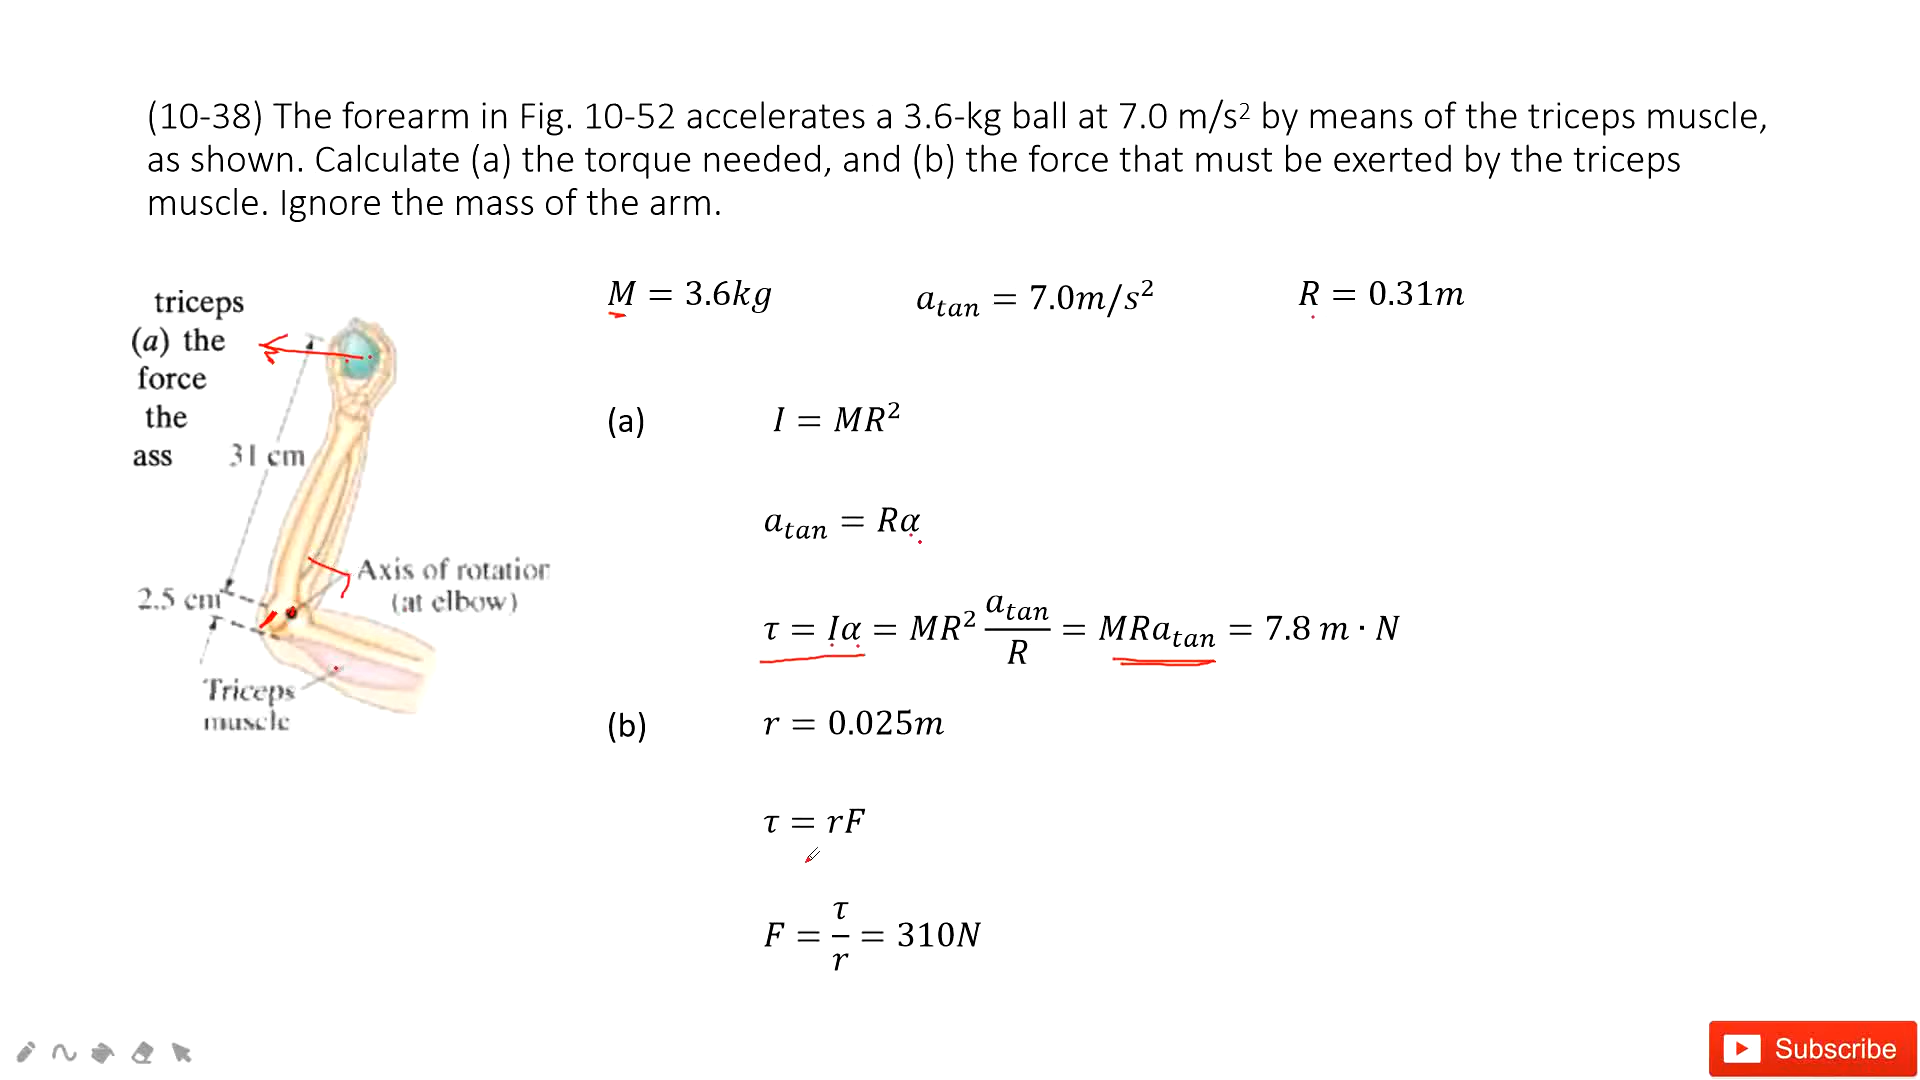 (10-38) The forearm in Fig. 10-52 accelerates a 3.6-kg ball at 7.0 m/s² by means of the triceps muscle,
as shown. Calculate (a) the torque needed, and (b) the force that must be exerted by the triceps
muscle. Ignore the mass of the arm.
M = 3.6kg
a_tan = 7.0m/s²
R = 0.31m
triceps
(a) the
force
the
ass
31 cm
Axis of rotation
(at elbow)
2.5 cm
Triceps
muscle
(a)
I = MR²
a_tan = Rα
τ = Iα = MR² a_tan/R = MRa_tan = 7.8 m · N
(b)
r = 0.025m
τ = rF
F = τ/r = 310N
Subscribe